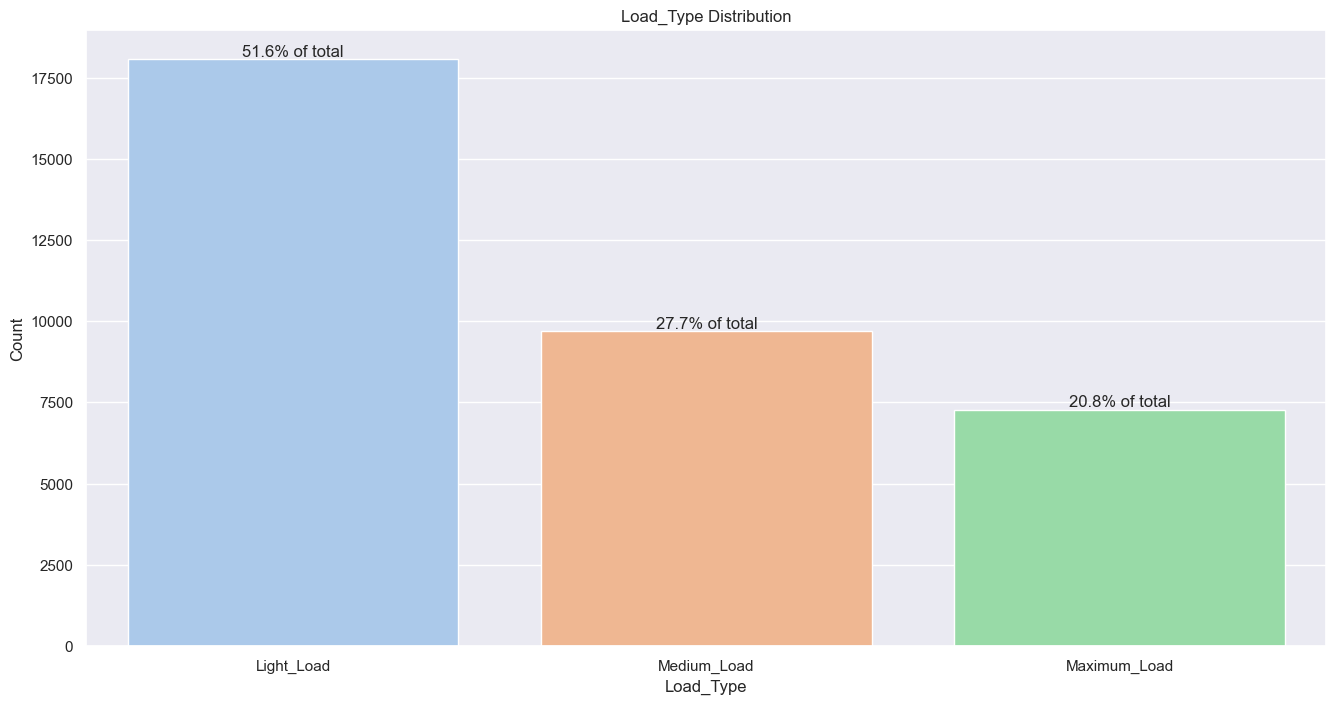 Load_Type Distribution
51.6% of total
17500
15000
12500
10000
27.7% of total
Count
7500
20.8% of total
5000
2500
0
Light_Load
Medium_Load
Maximum_Load
Load_Type